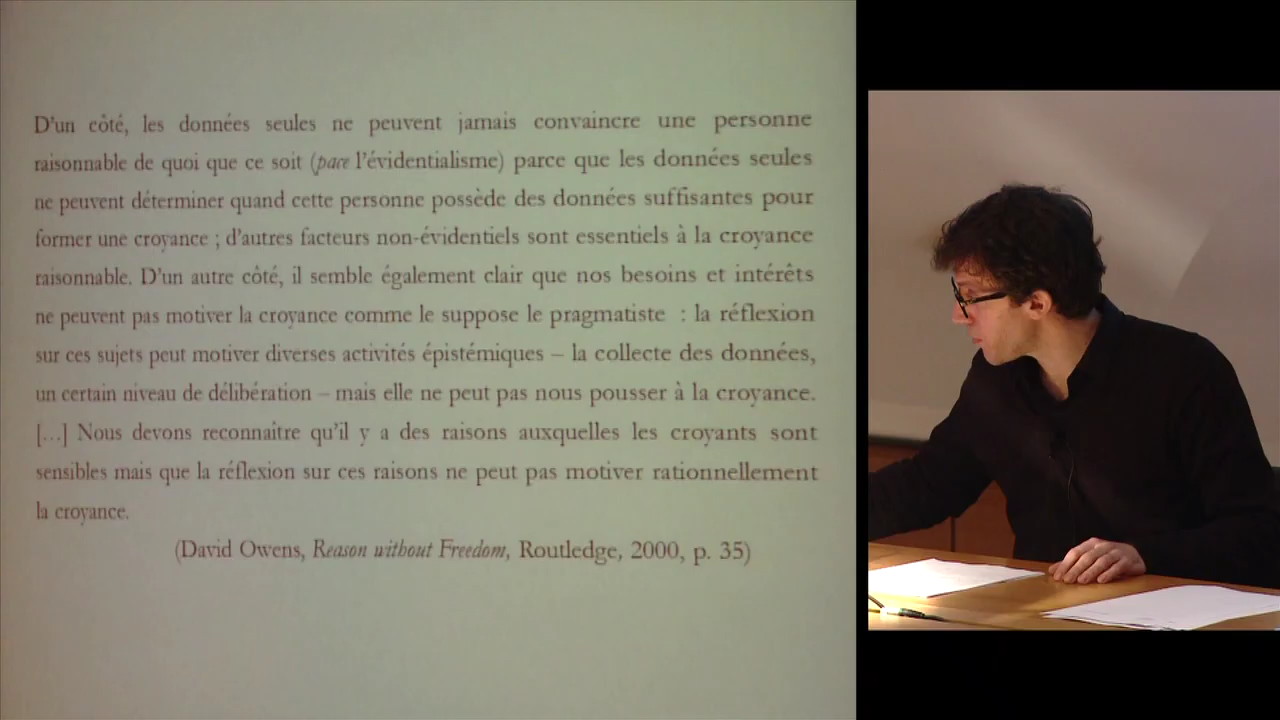 D'un côté, les données seules ne peuvent jamais convaincre une personne
raisonnable de quoi que ce soit (pace l'évidentialisme) parce que les données seules
ne peuvent déterminer quand cette personne possède des données suffisantes pour
former une croyance ; d'autres facteurs non-évidentiels sont essentiels à la croyance
raisonnable. D'un autre côté, il semble également clair que nos besoins et intérêts
ne peuvent pas motiver la croyance comme le suppose le pragmatiste : la réflexion
sur ces sujets peut motiver diverses activités épistémiques – la collecte des données,
un certain niveau de délibération – mais elle ne peut pas nous pousser à la croyance.
[…] Nous devons reconnaître qu'il y a des raisons auxquelles les croyants sont
sensibles mais que la réflexion sur ces raisons ne peut pas motiver rationnellement
la croyance.
(David Owens, Reason without Freedom, Routledge, 2000, p. 35)